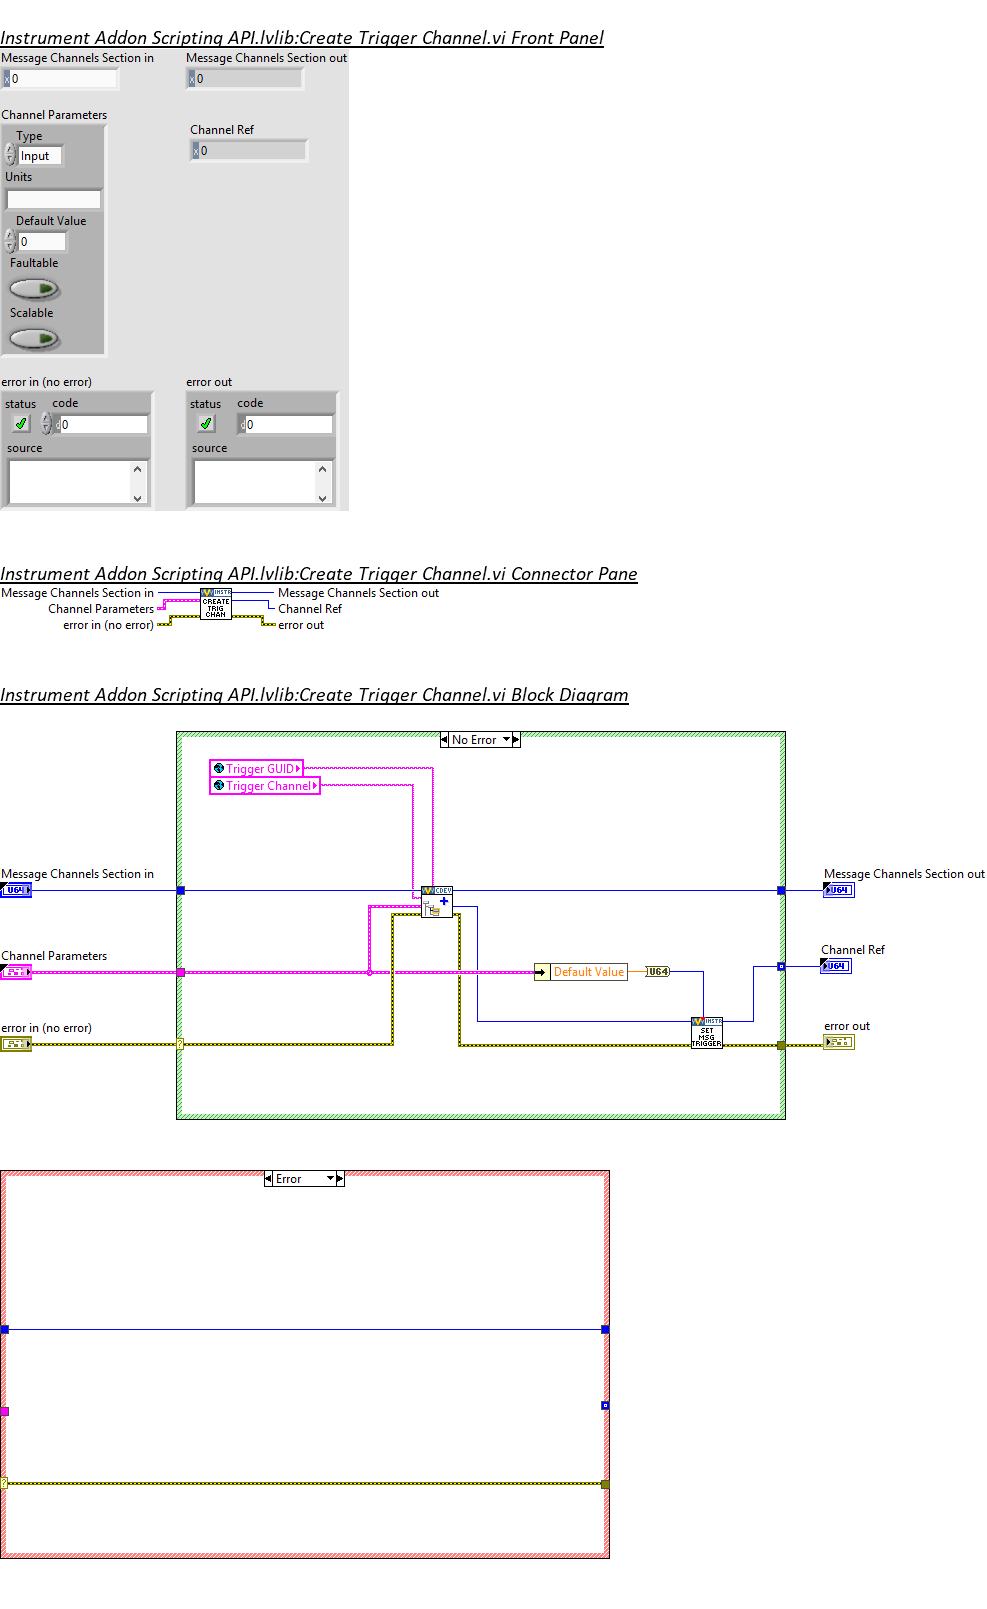 Instrument Addon Scripting API.lvlib:Create Trigger Channel.vi Front Panel
Message Channels Section in
Message Channels Section out
x 0
x 0
Channel Parameters
Channel Ref
Type
x 0
Input
Units
Default Value
0
Faultable
Scalable
error in (no error)
error out
status code
status code
d 0
d 0
source
source
Instrument Addon Scripting API.lvlib:Create Trigger Channel.vi Connector Pane
Message Channels Section in
INSTR
Message Channels Section out
Channel Parameters
CREATE
TRIG
CHAN
Channel Ref
error in (no error)
error out
Instrument Addon Scripting API.lvlib:Create Trigger Channel.vi Block Diagram
No Error
Trigger GUID
Trigger Channel
Message Channels Section in
Message Channels Section out
U64
CDEV
U64
Channel Parameters
Channel Ref
Default Value
U64
U64
error in (no error)
error out
INSTR
SET
MSG
TRIGGER
?
Error
?